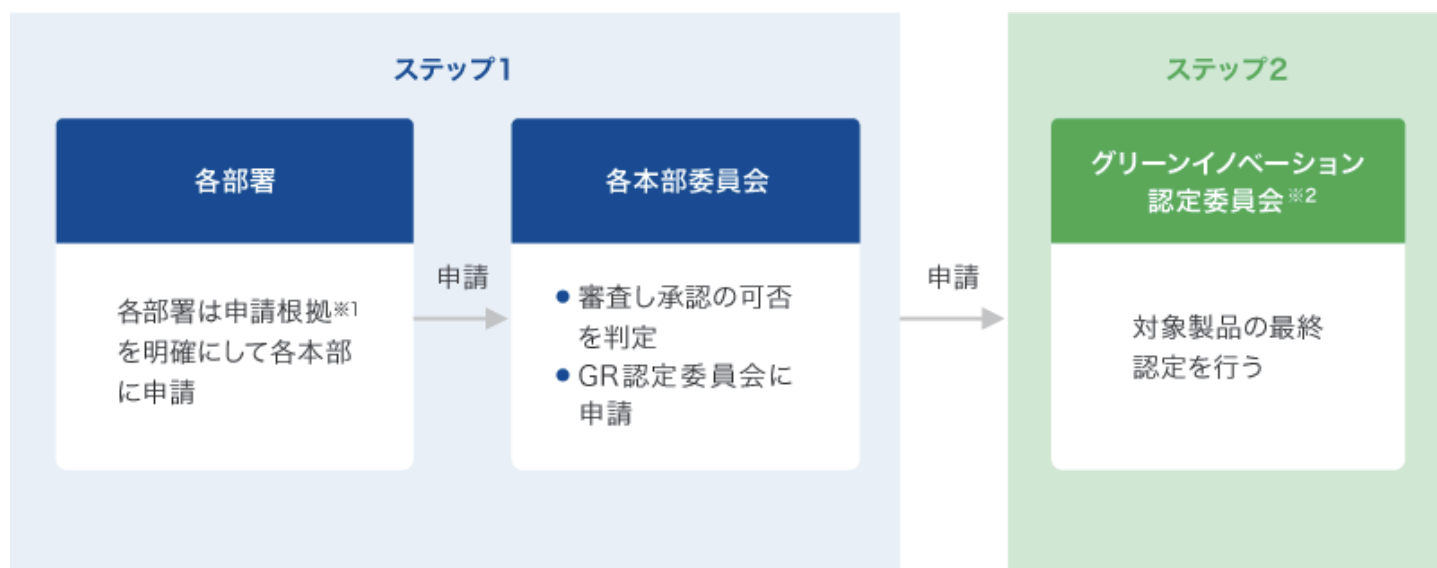 ステップ1
各部署
各部署は申請根拠※1
を明確にして各本部
に申請
申請
各本部委員会
● 審査し承認の可否
を判定
● GR認定委員会に
申請
申請
ステップ2
グリーンイノベーション
認定委員会※2
対象製品の最終
認定を行う